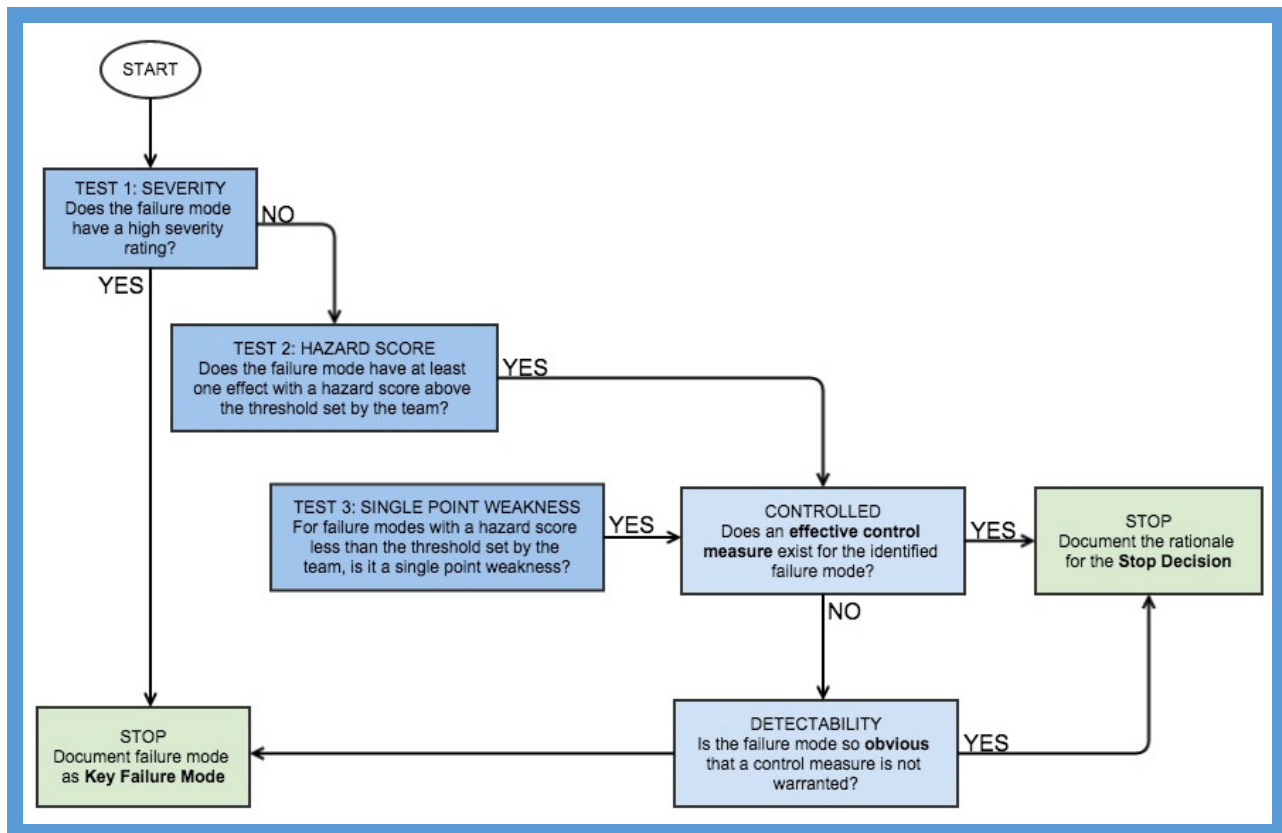 START
TEST 1: SEVERITY
Does the failure mode
have a high severity
rating?
NO
YES
TEST 2: HAZARD SCORE
Does the failure mode have at least
one effect with a hazard score above
the threshold set by the team?
YES
TEST 3: SINGLE POINT WEAKNESS
For failure modes with a hazard score
less than the threshold set by the
team, is it a single point weakness?
YES
CONTROLLED
Does an effective control
measure exist for the identified
failure mode?
YES
NO
STOP
Document the rationale
for the Stop Decision
STOP
Document failure mode
as Key Failure Mode
DETECTABILITY
Is the failure mode so obvious
that a control measure is not
warranted?
YES